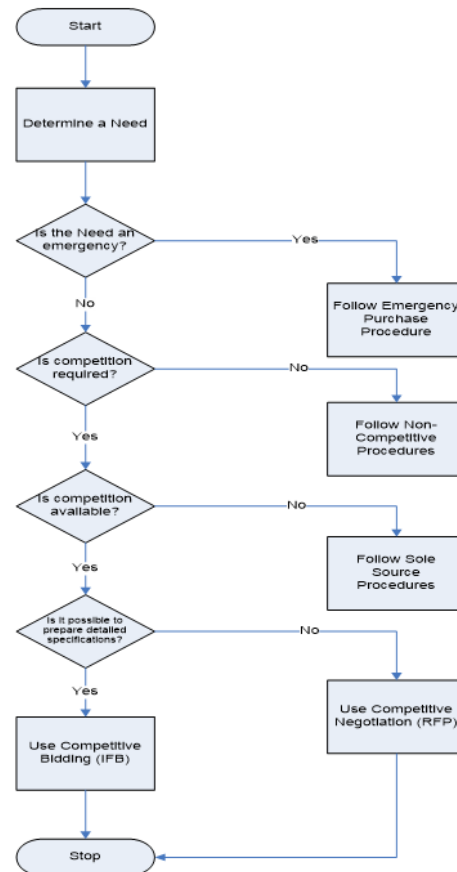 Start
Determine a Need
Is the Need an
emergency?
Yes
No
Follow Emergency
Purchase
Procedure
Is competition
required?
No
Yes
Follow Non-
Competitive
Procedures
Is competition
available?
No
Yes
Follow Sole
Source
Procedures
Is it possible to
prepare detailed
specifications?
No
Yes
Use Competitive
Negotiation (RFP)
Use Competitive
Bidding (IFB)
Stop